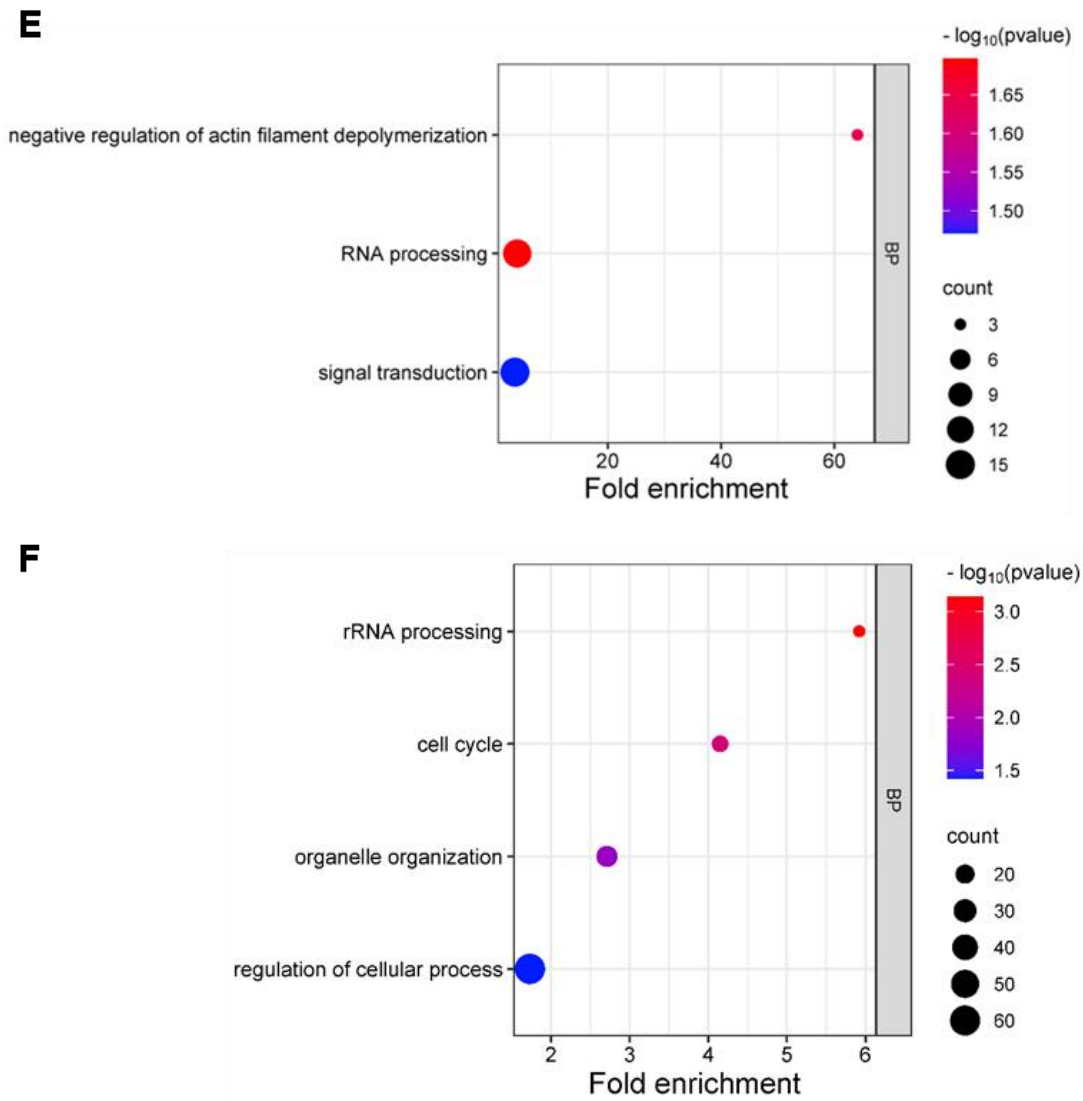 E
- log10(pvalue)
negative regulation of actin filament depolymerization
RNA processing
signal transduction
BP
1.65
1.60
1.55
1.50
count
3
6
9
12
15
20 40 60
Fold enrichment
F
- log10(pvalue)
rRNA processing
cell cycle
organelle organization
regulation of cellular process
BP
3.0
2.5
2.0
1.5
count
20
30
40
50
60
2 3 4 5 6
Fold enrichment